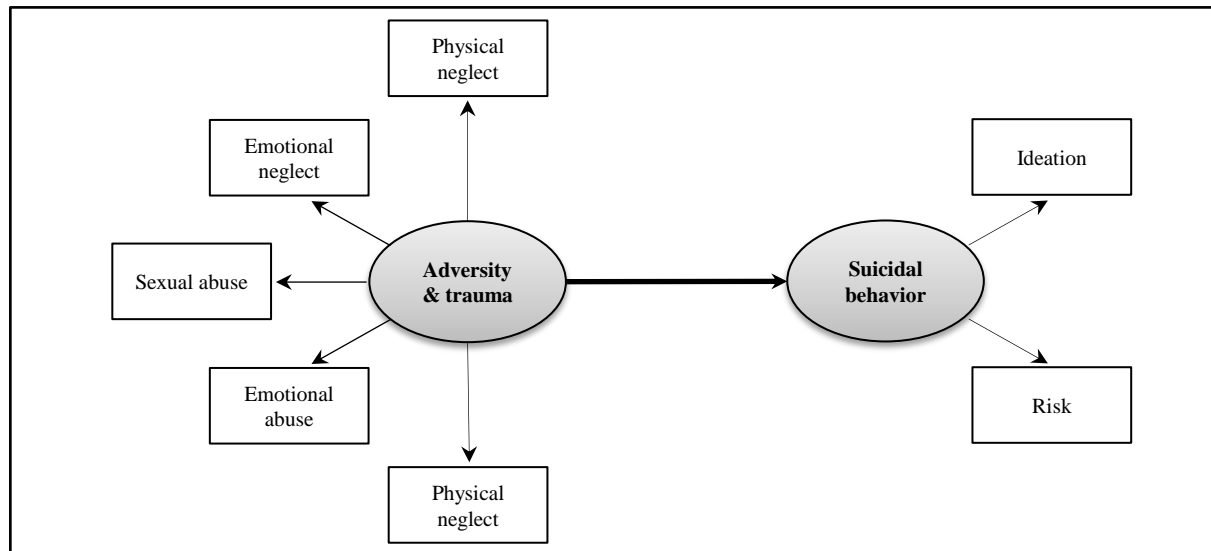 Physical
neglect
Emotional
neglect
Ideation
Sexual abuse
Adversity
& trauma
Suicidal
behavior
Emotional
abuse
Risk
Physical
neglect